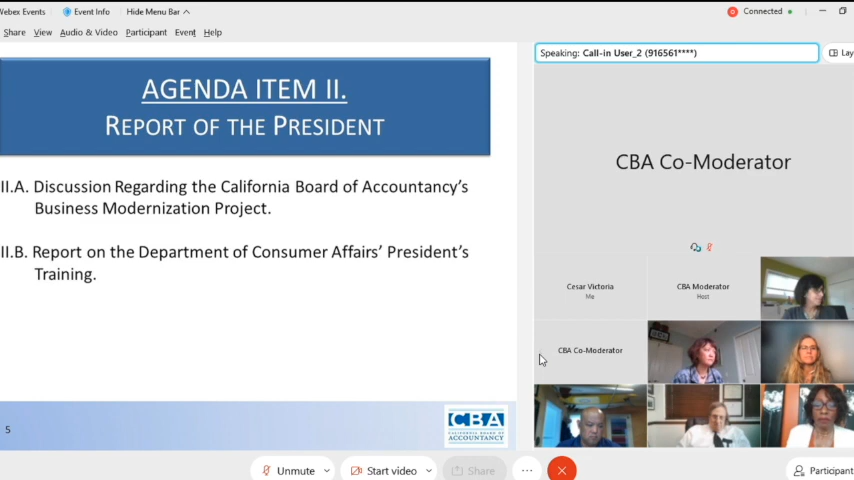 Webex Events
Event Info
Hide Menu Bar
Connected
Share View Audio & Video Participant Event Help
Speaking: Call-in User_2 (916561****)
Lay
AGENDA ITEM II.
REPORT OF THE PRESIDENT
CBA Co-Moderator
II.A. Discussion Regarding the California Board of Accountancy's
Business Modernization Project.
II.B. Report on the Department of Consumer Affairs' President's
Training.
Cesar Victoria
Me
CBA Moderator
Host
CBA Co-Moderator
5
CBA
CALIFORNIA BOARD OF
ACCOUNTANCY
Unmute
Start video
Share
Participant